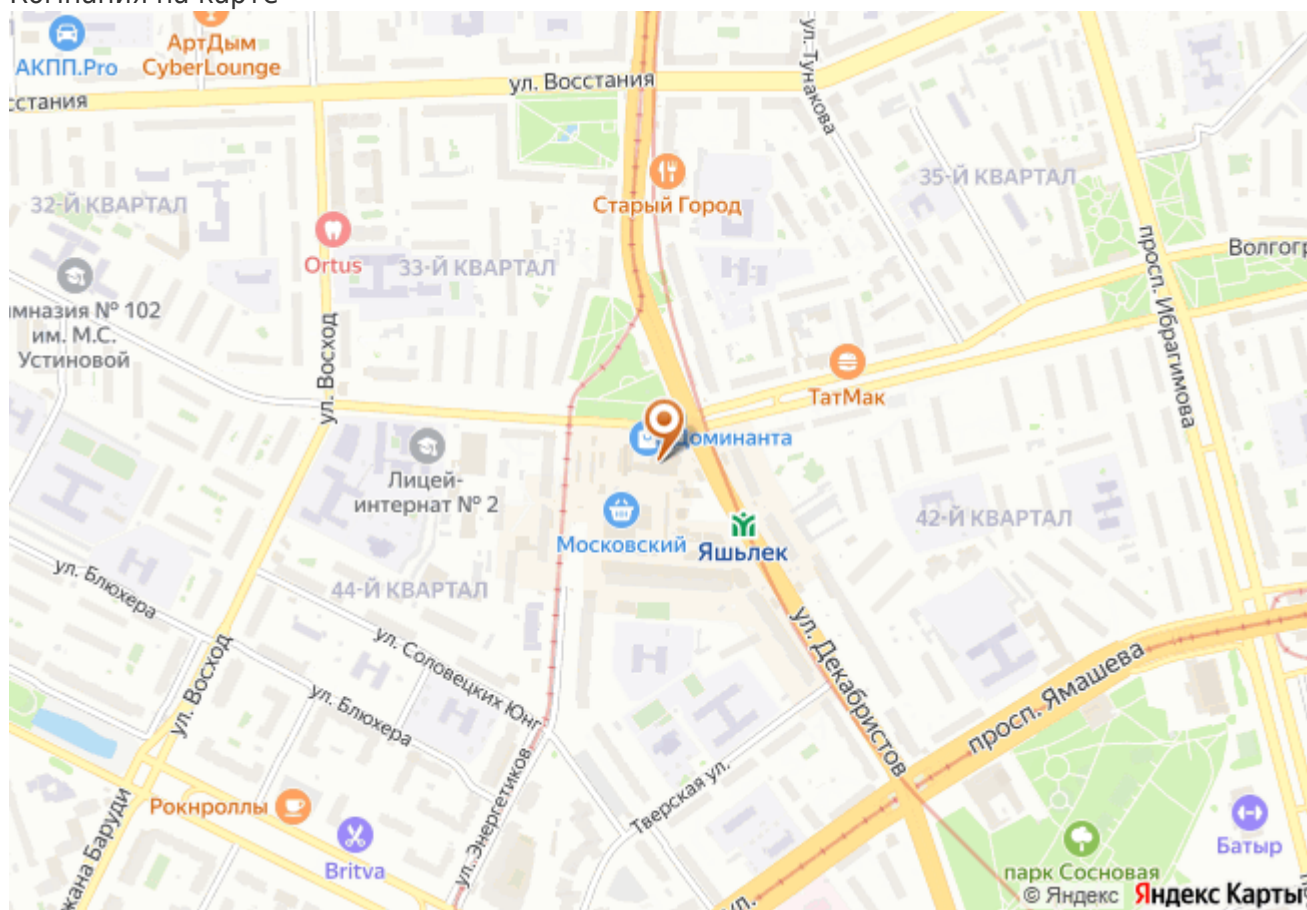 АртДым
АКПП.Pro
CyberLounge
ул. Восстания
ул. Тунакова
Старый Город
35-Й КВАРТАЛ
32-Й КВАРТАЛ
Ortus
33-Й КВАРТАЛ
просп. Ибрагимова
№ 102
им. М.С.
Устиновой
ул. Восход
ТатМак
Доминанта
Лицей-
интернат № 2
Московский
Яшьлек
42-Й КВАРТАЛ
ул. Блюхера
44-Й КВАРТАЛ
ул. Соловецких Юнг
ул. Декабристов
просп. Ямашева
ул. Восход
ул. Блюхера
ул. Энергетиков
Тверская ул.
Рокнроллы
Britva
Батыр
парк Сосновая
© Яндекс Яндекс Карты